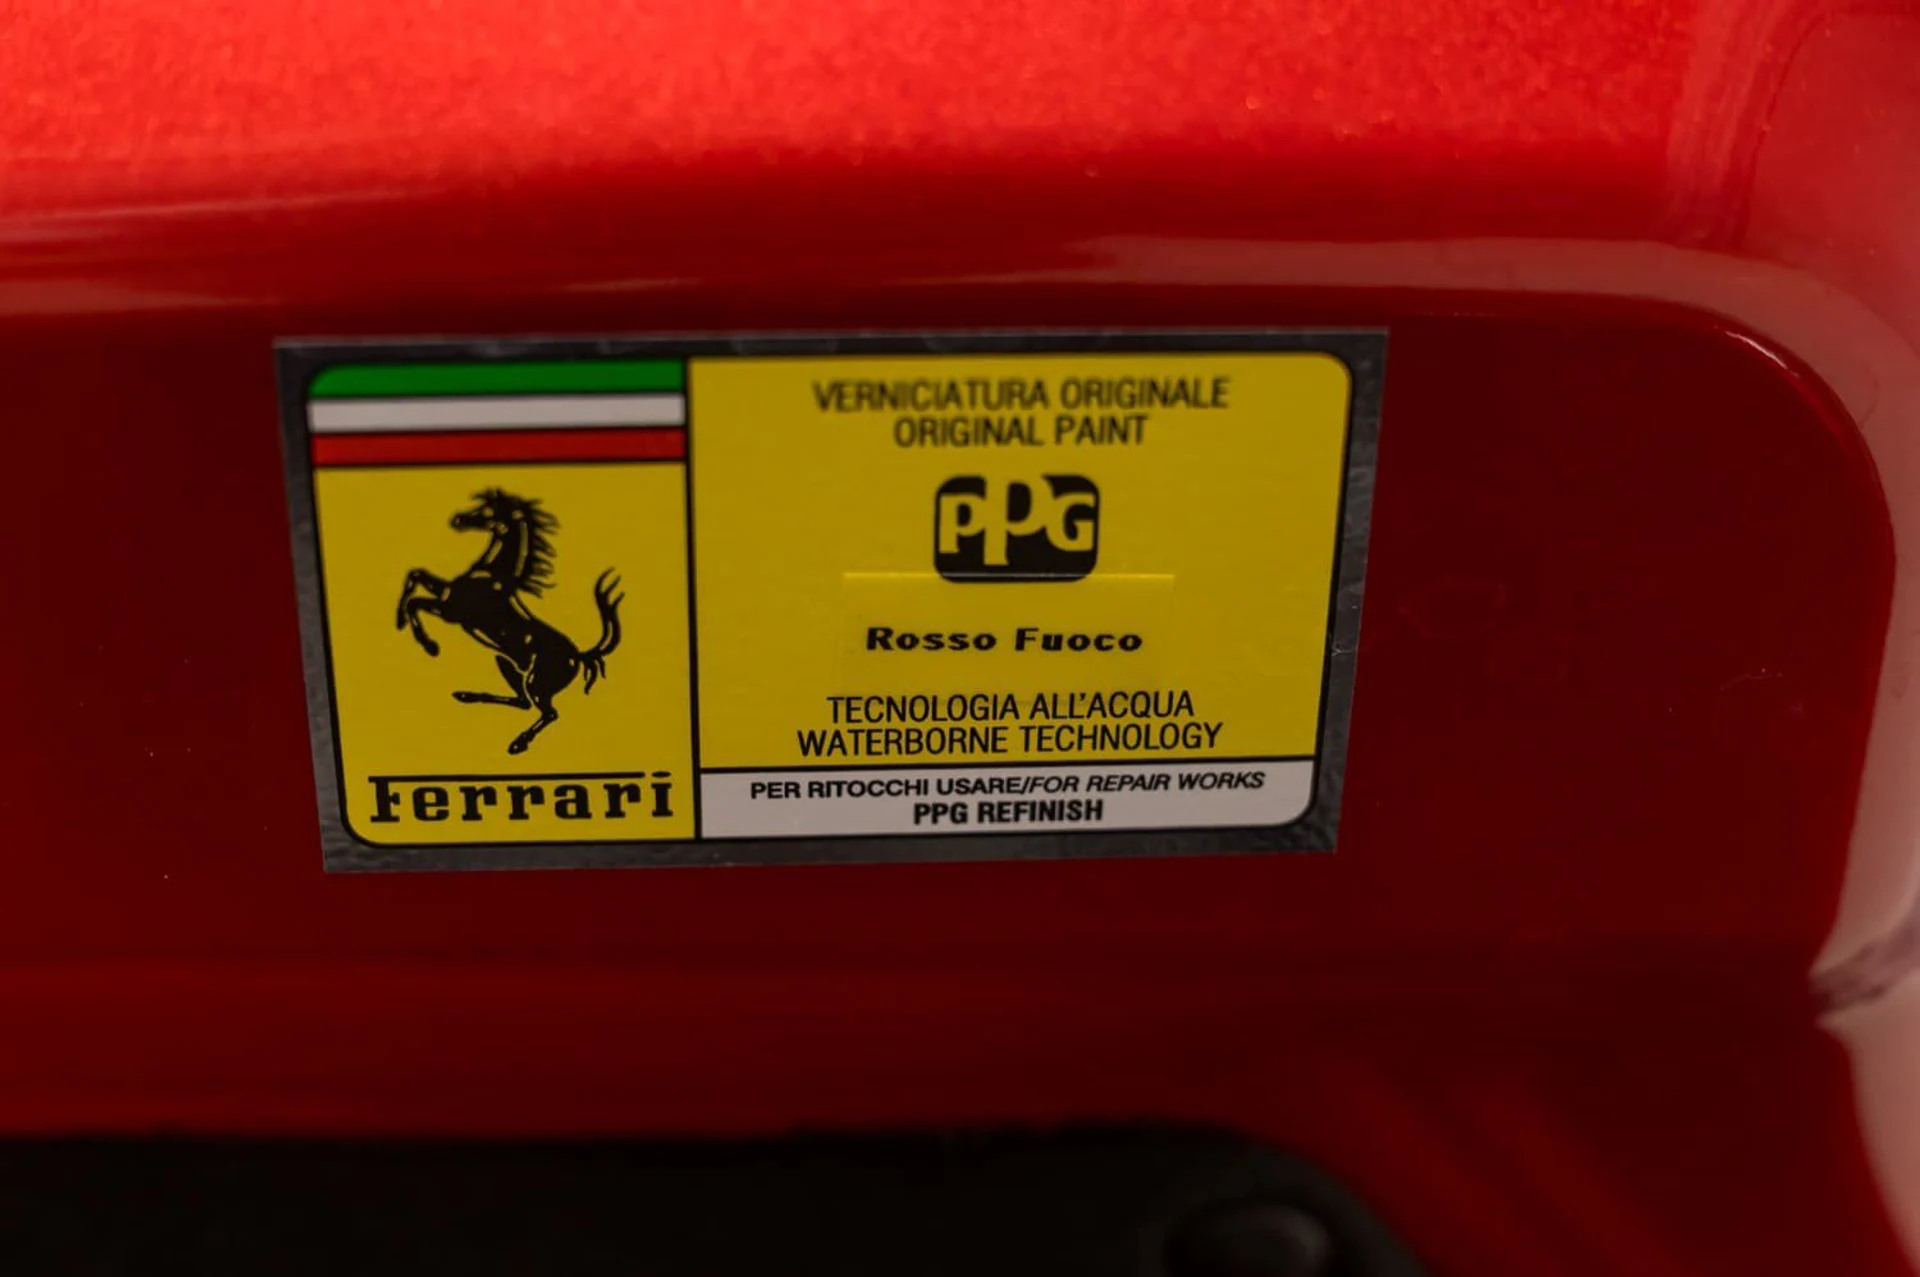 Ferrari
VERNICIATURA ORIGINALE
ORIGINAL PAINT
PPG
Rosso Fuoco
TECNOLOGIA ALL'ACQUA
WATERBORNE TECHNOLOGY
PER RITOCCHI USARE/FOR REPAIR WORKS
PPG REFINISH